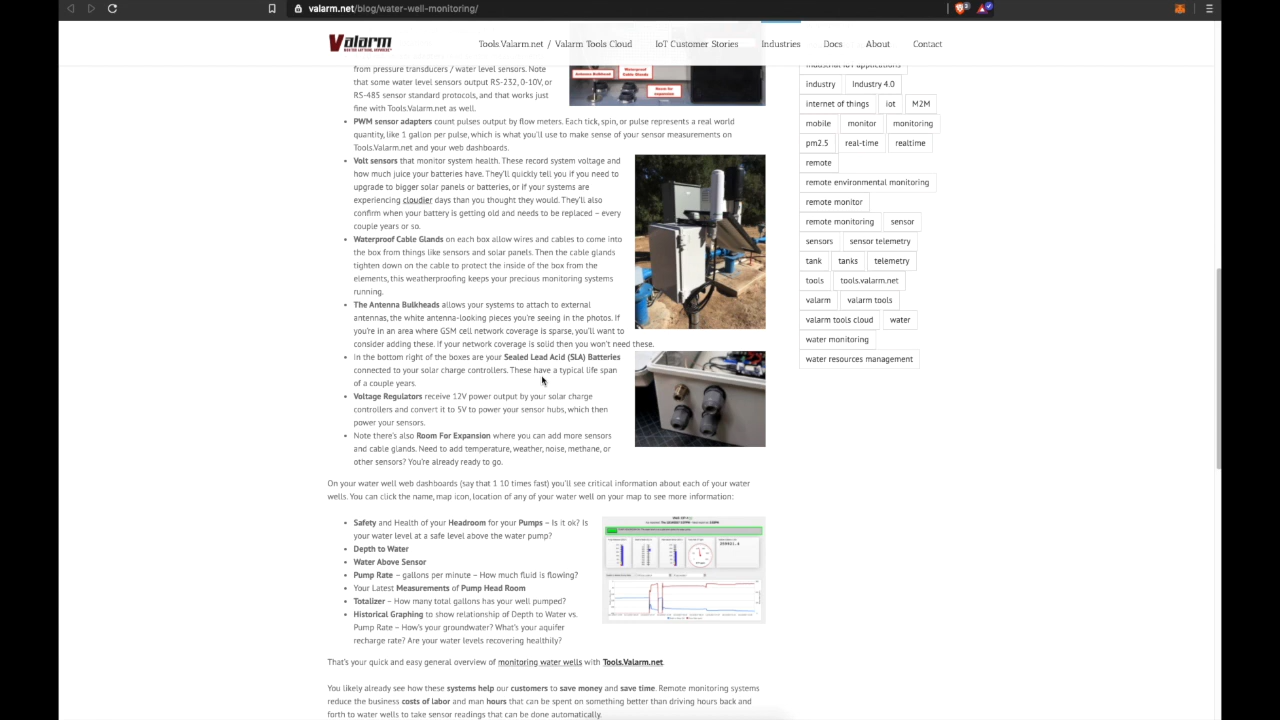 valarm.net/blog/water-well-monitoring/
Valarm
Tools.Valarm.net / Valarm Tools Cloud
IoT Customer Stories
Industries
Docs
About
Contact
from pressure transducers / water level sensors. Note
that some water level sensors output RS-232, 0-10V, or
RS-485 sensor standard protocols, and that works just
fine with Tools.Valarm.net as well.
Antenna Bulkhead
Waterproof
Cable Glands
Room for
expansion
• PWM sensor adapters count pulses output by flow meters. Each tick, spin, or pulse represents a real world
quantity, like 1 gallon per pulse, which is what you'll use to make sense of your sensor measurements on
Tools.Valarm.net and your web dashboards.
• Volt sensors that monitor system health. These record system voltage and
how much juice your batteries have. They'll quickly tell you if you need to
upgrade to bigger solar panels or batteries, or if your systems are
experiencing cloudier days than you thought they would. They'll also
confirm when your battery is getting old and needs to be replaced – every
couple years or so.
• Waterproof Cable Glands on each box allow wires and cables to come into
the box from things like sensors and solar panels. Then the cable glands
tighten down on the cable to protect the inside of the box from the
elements, this weatherproofing keeps your precious monitoring systems
running.
• The Antenna Bulkheads allows your systems to attach to external
antennas, the white antenna-looking pieces you're seeing in the photos. If
you're in an area where GSM cell network coverage is sparse, you'll want to
consider adding these. If your network coverage is solid then you won't need these.
• In the bottom right of the boxes are your Sealed Lead Acid (SLA) Batteries
connected to your solar charge controllers. These have a typical life span
of a couple years.
• Voltage Regulators receive 12V power output by your solar charge
controllers and convert it to 5V to power your sensor hubs, which then
power your sensors.
• Note there's also Room For Expansion where you can add more sensors
and cable glands. Need to add temperature, weather, noise, methane, or
other sensors? You're already ready to go.
On your water well web dashboards (say that 1 10 times fast) you'll see critical information about each of your water
wells. You can click the name, map icon, location of any of your water well on your map to see more information:
• Safety and Health of your Headroom for your Pumps – Is it ok? Is
your water level at a safe level above the water pump?
• Depth to Water
• Water Above Sensor
• Pump Rate – gallons per minute – How much fluid is flowing?
• Your Latest Measurements of Pump Head Room
• Totalizer – How many total gallons has your well pumped?
• Historical Graphing to show relationship of Depth to Water vs.
Pump Rate – How's your groundwater? What's your aquifer
recharge rate? Are your water levels recovering healthily?
That's your quick and easy general overview of monitoring water wells with Tools.Valarm.net.
You likely already see how these systems help our customers to save money and save time. Remote monitoring systems
reduce the business costs of labor and man hours that can be spent on something better than driving hours back and
forth to water wells to take sensor readings that can be done automatically.
industrial IoT applications
industry
Industry 4.0
internet of things
iot
M2M
mobile
monitor
monitoring
pm2.5
real-time
realtime
remote
remote environmental monitoring
remote monitor
remote monitoring
sensor
sensors
sensor telemetry
tank
tanks
telemetry
tools
tools.valarm.net
valarm
valarm tools
valarm tools cloud
water
water monitoring
water resources management